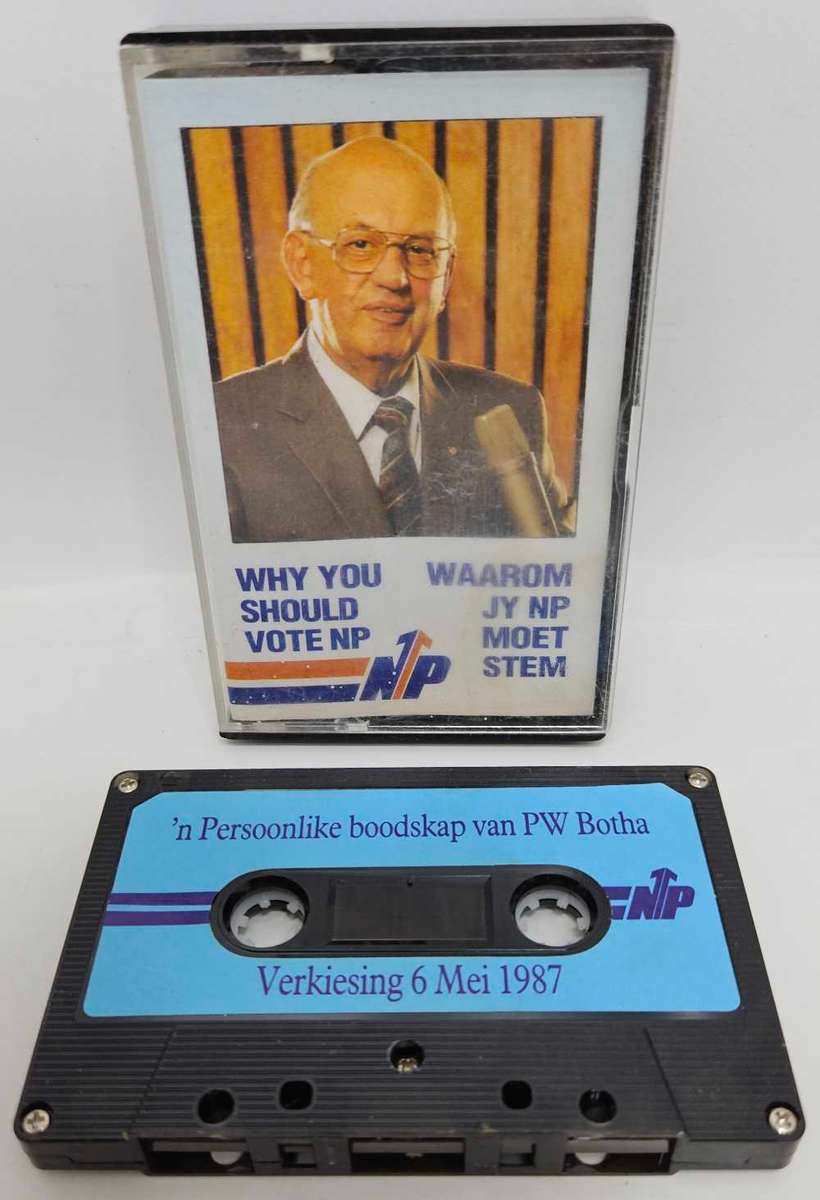 WHY YOU
SHOULD
VOTE NP
WAAROM
JY NP
MOET
STEM
NP
'n Persoonlike boodskap van PW Botha
NP
Verkiesing 6 Mei 1987